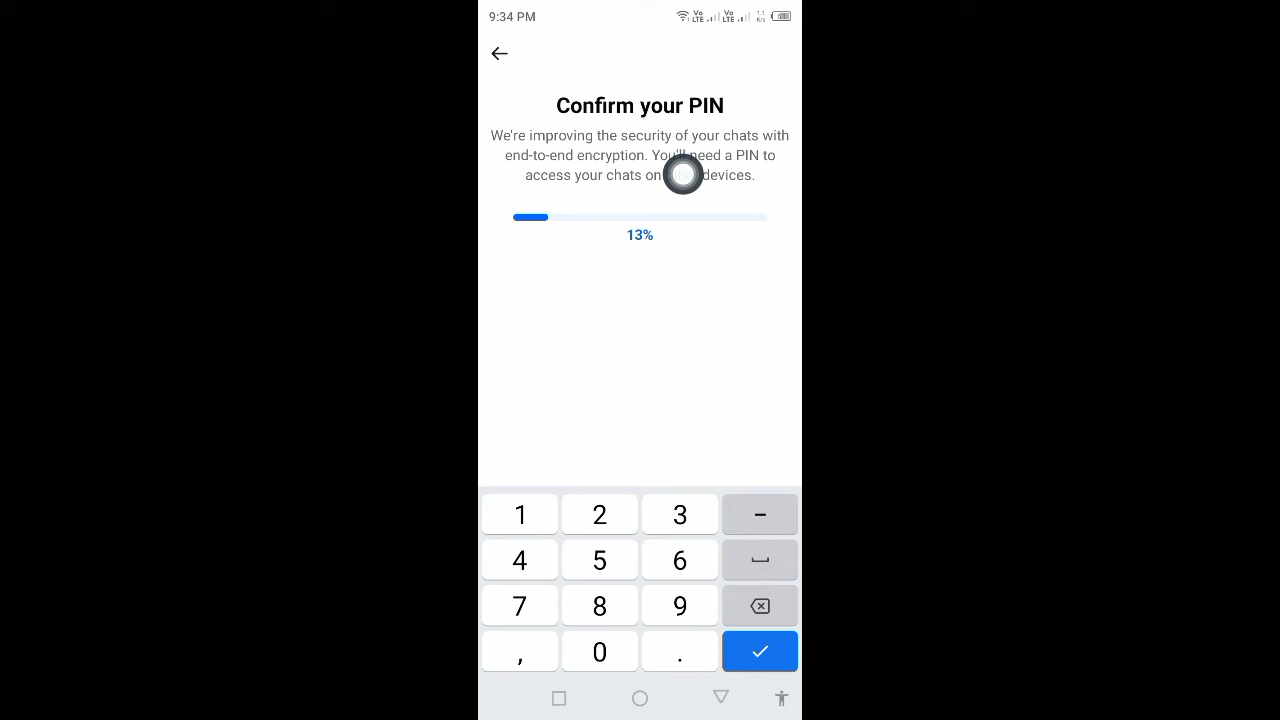 9:34 PM
Confirm your PIN
We're improving the security of your chats with
end-to-end encryption. You'll need a PIN to
access your chats on devices.
13%
1 2 3 -
4 5 6
7 8 9
, 0 .